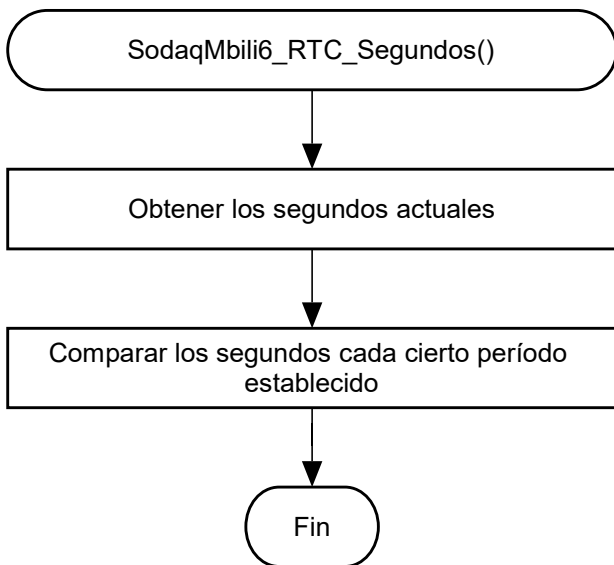 SodaqMbili6_RTC_Segundos()
Obtener los segundos actuales
Comparar los segundos cada cierto período
establecido
Fin